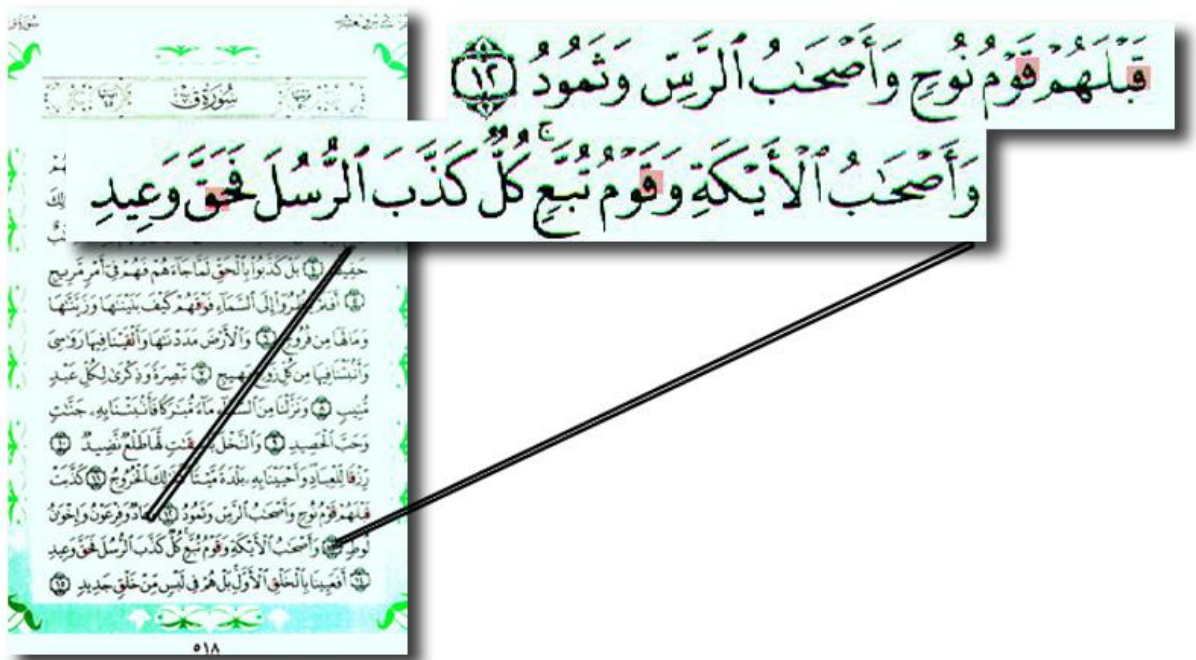 قَبْلَهُمْ قَوْمُ نُوحٍ وَأَصْحَٰبُ ٱلرَّسِّ وَثَمُودُ ١٢
وَأَصْحَٰبُ ٱلْأَيْكَةِ وَقَوْمُ تُبَّعٍ ۚ كُلٌّ كَذَّبَ ٱلرُّسُلَ فَحَقَّ وَعِيدِ
سُورَةُ ق
حَفِيظٌ ٤ بَلْ كَذَّبُوا۟ بِٱلْحَقِّ لَمَّا جَآءَهُمْ فَهُمْ فِىٓ أَمْرٍ مَّرِيجٍ
٥ أَفَلَمْ يَنظُرُوٓا۟ إِلَى ٱلسَّمَآءِ فَوْقَهُمْ كَيْفَ بَنَيْنَٰهَا وَزَيَّنَّٰهَا
وَمَا لَهَا مِن فُرُوجٍ ٦ وَٱلْأَرْضَ مَدَدْنَٰهَا وَأَلْقَيْنَا فِيهَا رَوَٰسِىَ
وَأَنۢبَتْنَا فِيهَا مِن كُلِّ زَوْجٍۭ بَهِيجٍ ٧ تَبْصِرَةً وَذِكْرَىٰ لِكُلِّ عَبْدٍ
مُّنِيبٍ ٨ وَنَزَّلْنَا مِنَ ٱلسَّمَآءِ مَآءً مُّبَٰرَكًا فَأَنۢبَتْنَا بِهِۦ جَنَّٰتٍ
وَحَبَّ ٱلْحَصِيدِ ٩ وَٱلنَّخْلَ بَاسِقَٰتٍ لَّهَا طَلْعٌ نَّضِيدٌ ١٠
رِّزْقًا لِّلْعِبَادِ ۖ وَأَحْيَيْنَا بِهِۦ بَلْدَةً مَّيْتًا ۚ كَذَٰلِكَ ٱلْخُرُوجُ ١١ كَذَّبَتْ
قَبْلَهُمْ قَوْمُ نُوحٍ وَأَصْحَٰبُ ٱلرَّسِّ وَثَمُودُ ١٢ وَعَادٌ وَفِرْعَوْنُ وَإِخْوَٰنُ
لُوطٍ ١٣ وَأَصْحَٰبُ ٱلْأَيْكَةِ وَقَوْمُ تُبَّعٍ ۚ كُلٌّ كَذَّبَ ٱلرُّسُلَ فَحَقَّ وَعِيدِ
١٤ أَفَعَيِينَا بِٱلْخَلْقِ ٱلْأَوَّلِ ۚ بَلْ هُمْ فِى لَبْسٍ مِّنْ خَلْقٍ جَدِيدٍ ١٥
٥١٨